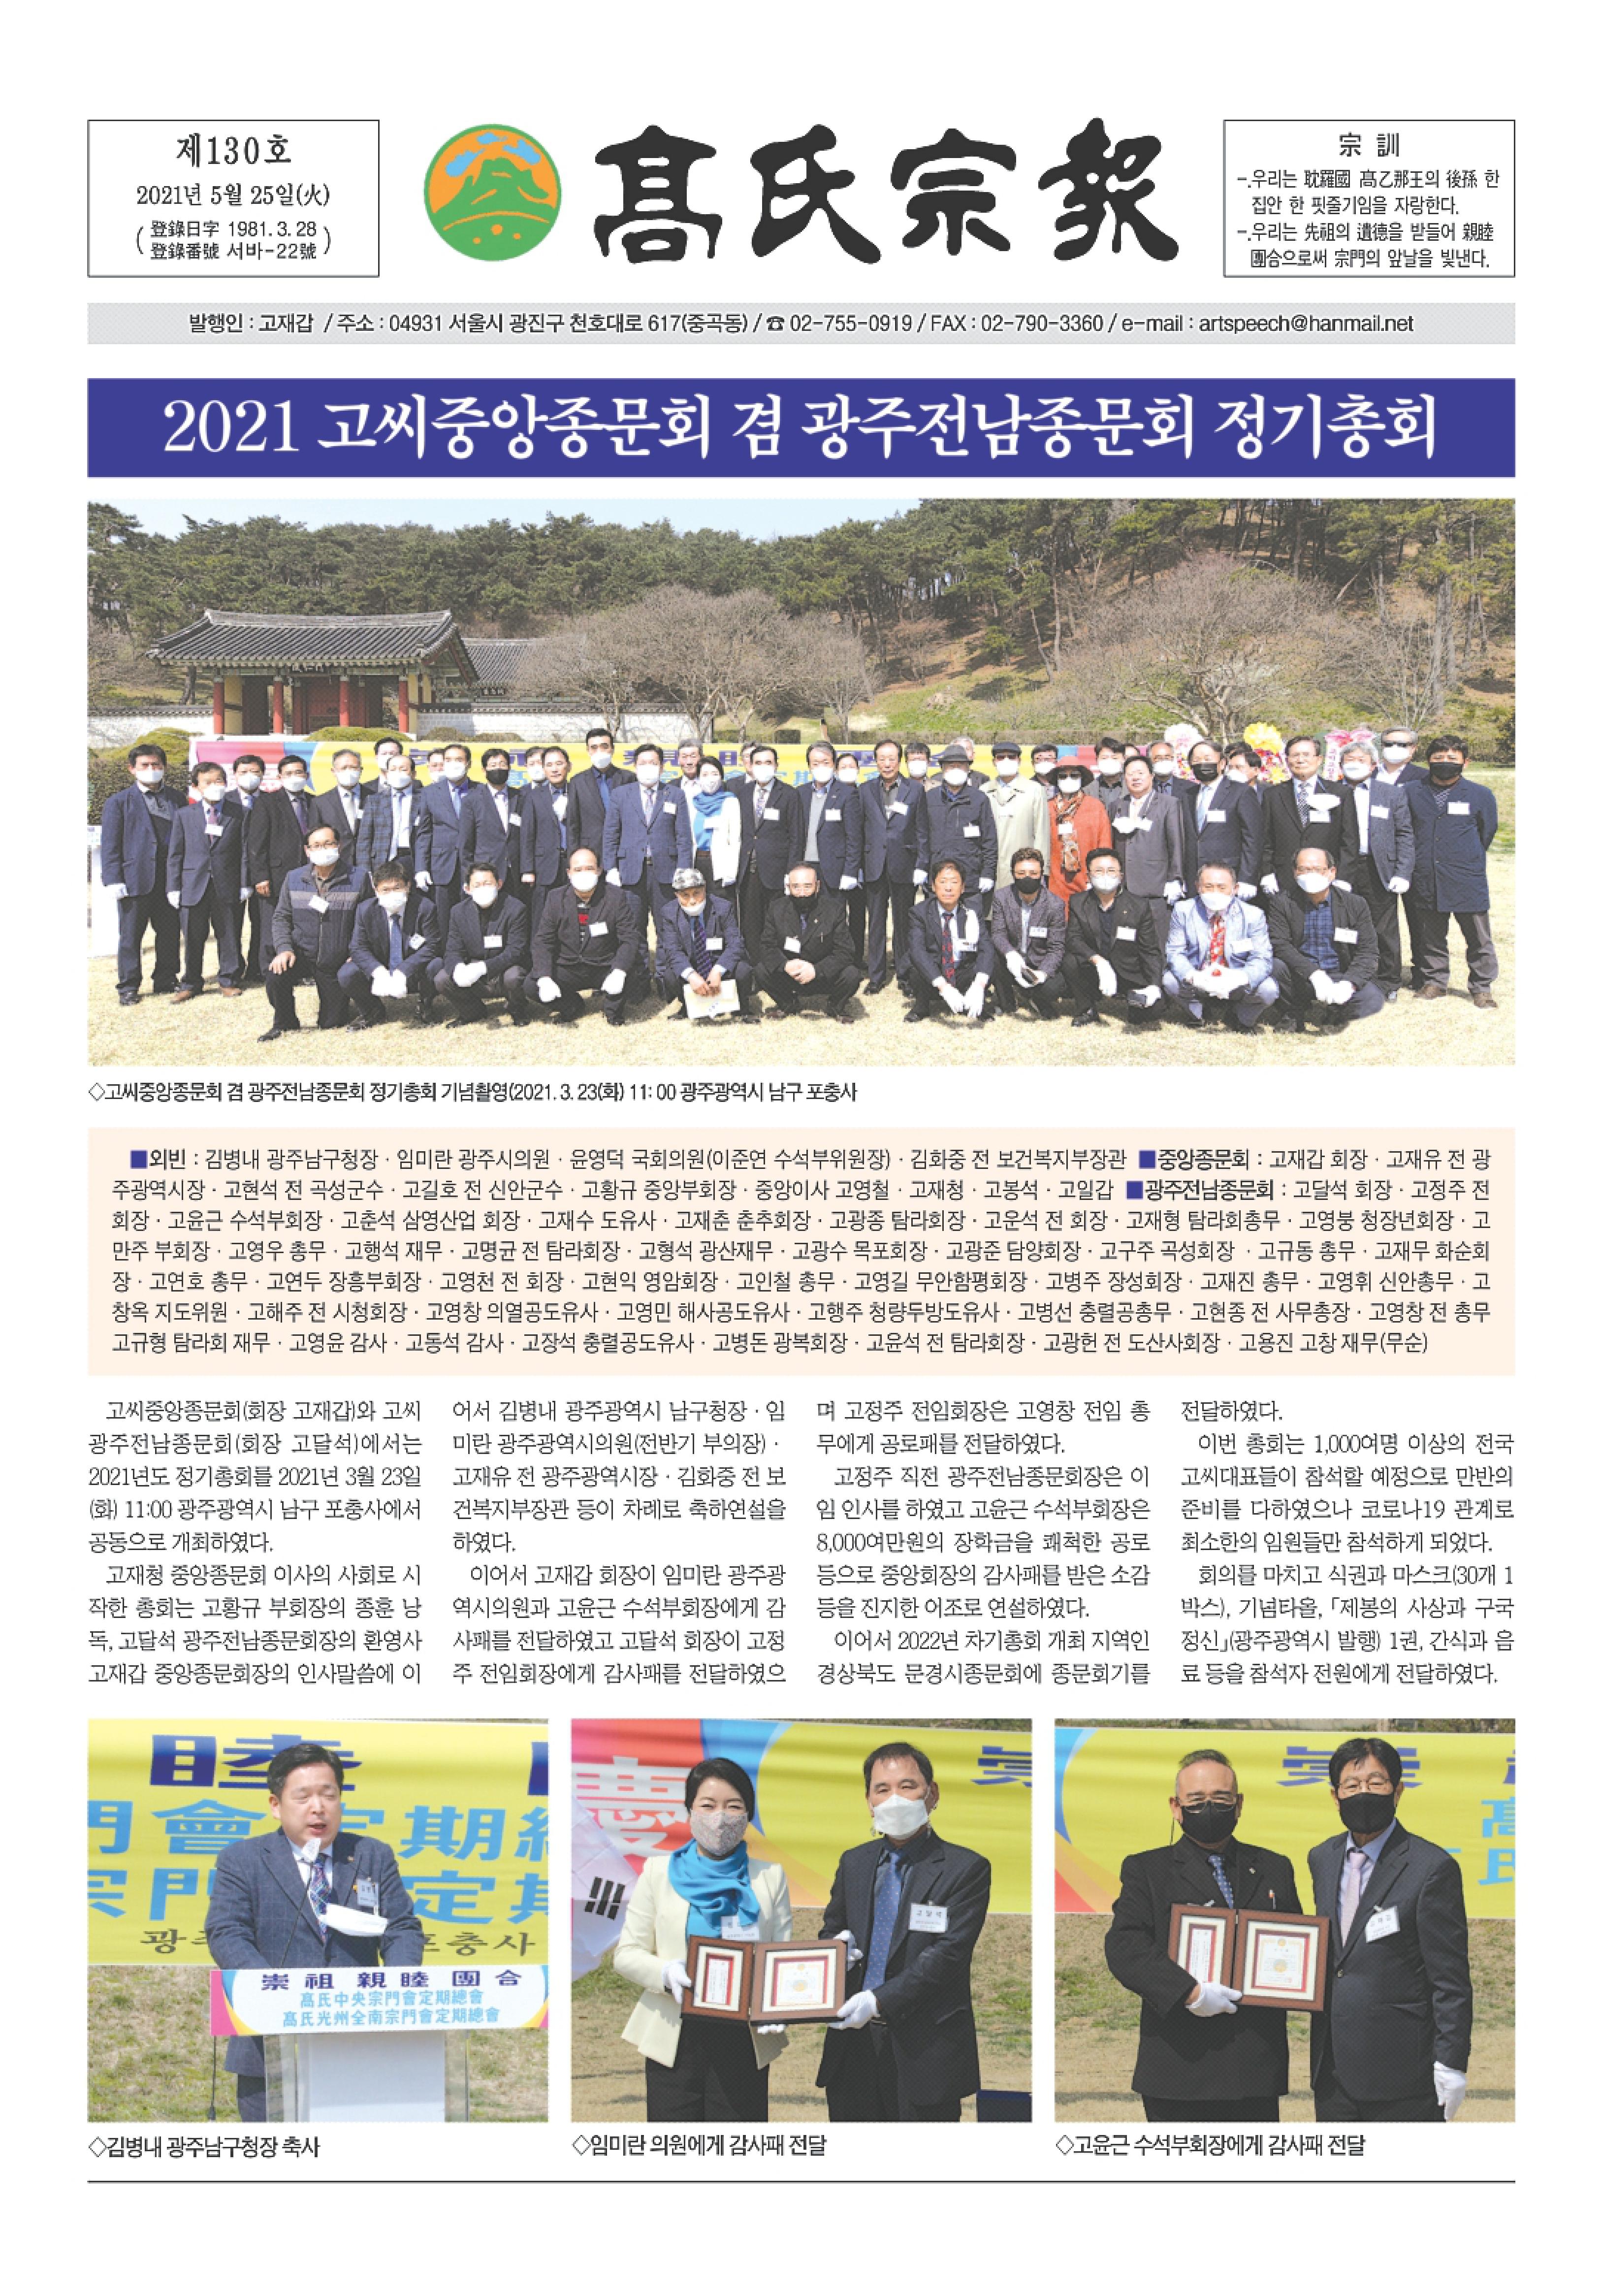 제130호
2021년 5월 25일(火)
( 登錄日字 1981. 3. 28
登錄番號 서바-22號 )
髙氏宗報
宗 訓
-.우리는 耽羅國 髙乙那王의 後孫 한
집안 한 핏줄기임을 자랑한다.
-.우리는 先祖의 遺德을 받들어 親睦
團合으로써 宗門의 앞날을 빛낸다.
발행인 : 고재갑 / 주소 : 04931 서울시 광진구 천호대로 617(중곡동) / ☎ 02-755-0919 / FAX : 02-790-3360 / e-mail : artspeech@hanmail.net
2021 고씨중앙종문회 겸 광주전남종문회 정기총회
◇고씨중앙종문회 겸 광주전남종문회 정기총회 기념촬영(2021. 3. 23(화) 11: 00 광주광역시 남구 포충사
■외빈 : 김병내 광주남구청장 · 임미란 광주시의원 · 윤영덕 국회의원(이준연 수석부위원장) · 김화중 전 보건복지부장관 ■중앙종문회 : 고재갑 회장 · 고재유 전 광
주광역시장 · 고현석 전 곡성군수 · 고길호 전 신안군수 · 고황규 중앙부회장 · 중앙이사 고영철 · 고재청 · 고봉석 · 고일갑 ■광주전남종문회 : 고달석 회장 · 고정주 전
회장 · 고윤근 수석부회장 · 고춘석 삼영산업 회장 · 고재수 도유사 · 고재춘 춘추회장 · 고광종 탐라회장 · 고운석 전 회장 · 고재형 탐라회총무 · 고영붕 청장년회장 · 고
만주 부회장 · 고영우 총무 · 고행석 재무 · 고명균 전 탐라회장 · 고형석 광산재무 · 고광수 목포회장 · 고광준 담양회장 · 고구주 곡성회장 · 고규동 총무 · 고재무 화순회
장 · 고연호 총무 · 고연두 장흥부회장 · 고영천 전 회장 · 고현익 영암회장 · 고인철 총무 · 고영길 무안함평회장 · 고병주 장성회장 · 고재진 총무 · 고영휘 신안총무 · 고
창옥 지도위원 · 고해주 전 시청회장 · 고영창 의열공도유사 · 고영민 해사공도유사 · 고행주 청량두방도유사 · 고병선 충렬공총무 · 고현종 전 사무총장 · 고영창 전 총무
고규형 탐라회 재무 · 고영윤 감사 · 고동석 감사 · 고장석 충렬공도유사 · 고병돈 광복회장 · 고윤석 전 탐라회장 · 고광헌 전 도산사회장 · 고용진 고창 재무(무순)
고씨중앙종문회(회장 고재갑)와 고씨
광주전남종문회(회장 고달석)에서는
2021년도 정기총회를 2021년 3월 23일
(화) 11:00 광주광역시 남구 포충사에서
공동으로 개최하였다.
고재청 중앙종문회 이사의 사회로 시
작한 총회는 고황규 부회장의 종훈 낭
독, 고달석 광주전남종문회장의 환영사
고재갑 중앙종문회장의 인사말씀에 이
어서 김병내 광주광역시 남구청장 · 임
미란 광주광역시의원(전반기 부의장) ·
고재유 전 광주광역시장 · 김화중 전 보
건복지부장관 등이 차례로 축하연설을
하였다.
이어서 고재갑 회장이 임미란 광주광
역시의원과 고윤근 수석부회장에게 감
사패를 전달하였고 고달석 회장이 고정
주 전임회장에게 감사패를 전달하였으
며 고정주 전임회장은 고영창 전임 총
무에게 공로패를 전달하였다.
고정주 직전 광주전남종문회장은 이
임 인사를 하였고 고윤근 수석부회장은
8,000여만원의 장학금을 쾌척한 공로
등으로 중앙회장의 감사패를 받은 소감
등을 진지한 어조로 연설하였다.
이어서 2022년 차기총회 개최 지역인
경상북도 문경시종문회에 종문회기를
전달하였다.
이번 총회는 1,000여명 이상의 전국
고씨대표들이 참석할 예정으로 만반의
준비를 다하였으나 코로나19 관계로
최소한의 임원들만 참석하게 되었다.
회의를 마치고 식권과 마스크(30개 1
박스), 기념타올, 「제봉의 사상과 구국
정신」(광주광역시 발행) 1권, 간식과 음
료 등을 참석자 전원에게 전달하였다.
睦
門會定期總
宗門 定期
광주 포충사
崇祖親睦團合
髙氏中央宗門會定期總會
髙氏光州全南宗門會定期總會
慶
◇김병내 광주남구청장 축사
◇임미란 의원에게 감사패 전달
◇고윤근 수석부회장에게 감사패 전달